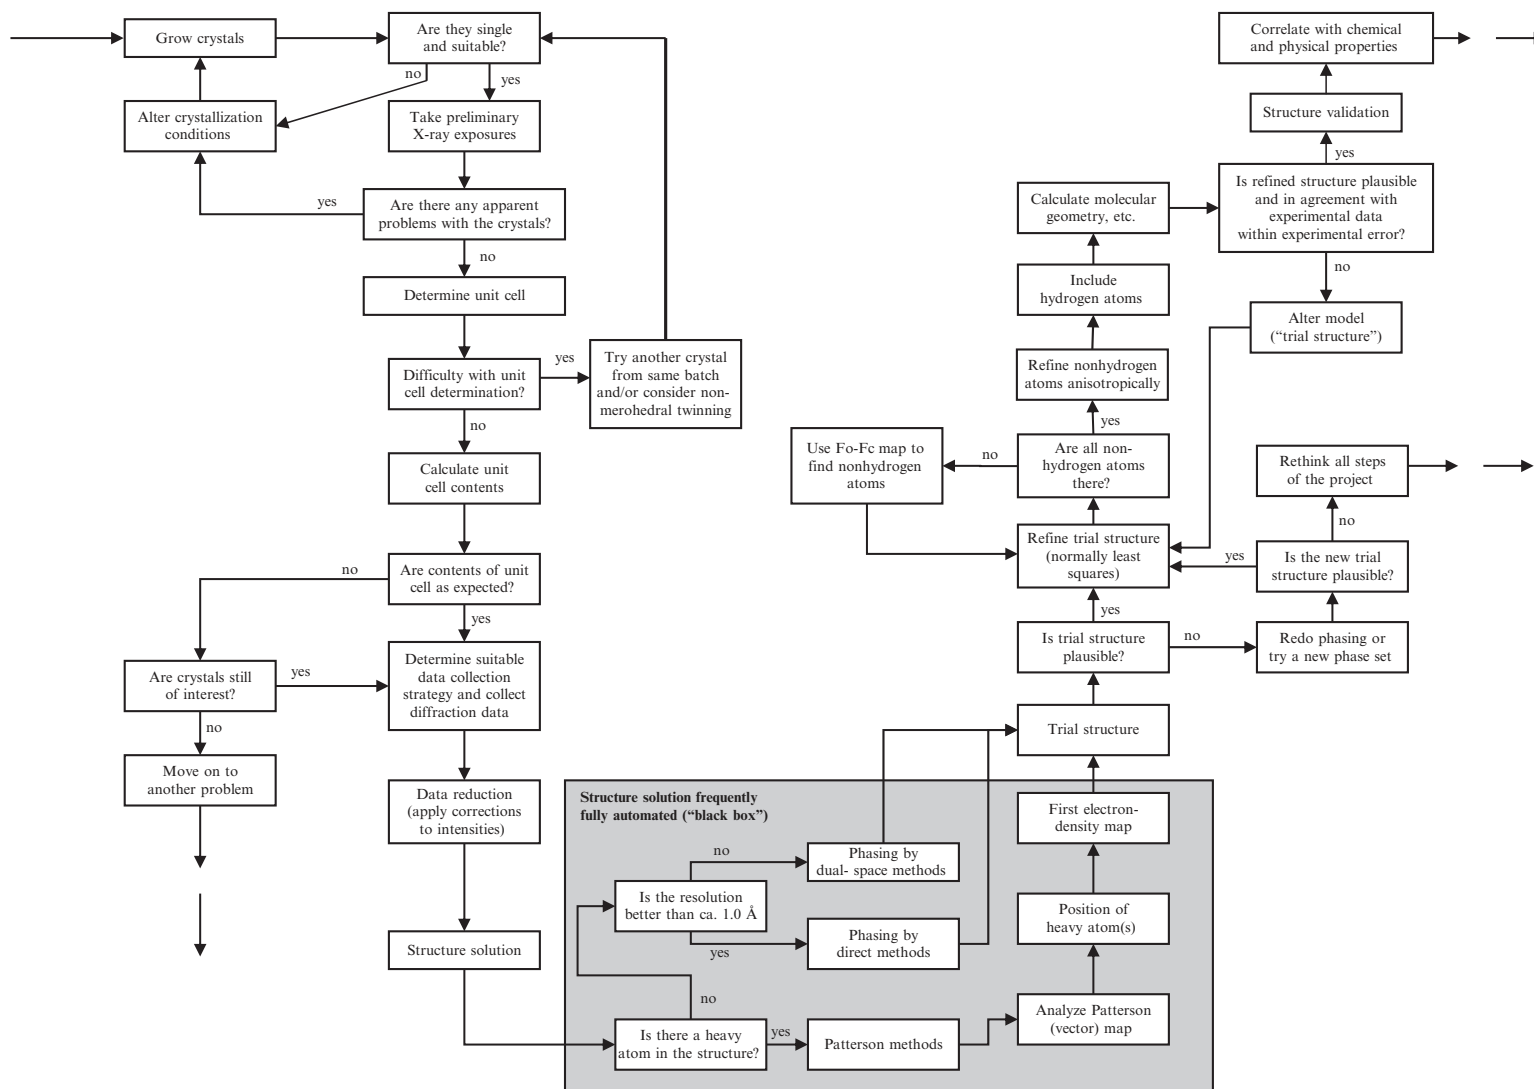 Grow crystals
Are they single
and suitable?
no
yes
Alter crystallization
conditions
Take preliminary
X-ray exposures
yes
Are there any apparent
problems with the crystals?
no
Determine unit cell
Difficulty with unit
cell determination?
yes
Try another crystal
from same batch
and/or consider non-
merohedral twinning
no
Calculate unit
cell contents
no
Are contents of unit
cell as expected?
yes
Are crystals still
of interest?
yes
Determine suitable
data collection
strategy and collect
diffraction data
no
Move on to
another problem
Data reduction
(apply corrections
to intensities)
Structure solution
Structure solution frequently
fully automated (“black box”)
Is there a heavy
atom in the structure?
no
yes
Is the resolution
better than ca. 1.0 Å
no
yes
Phasing by
dual- space methods
Phasing by
direct methods
Patterson methods
Analyze Patterson
(vector) map
Position of
heavy atom(s)
First electron-
density map
Trial structure
Is trial structure
plausible?
no
Redo phasing or
try a new phase set
yes
Is the new trial
structure plausible?
yes
no
Rethink all steps
of the project
Refine trial structure
(normally least
squares)
Are all non-
hydrogen atoms
there?
no
Use Fo-Fc map to
find nonhydrogen
atoms
yes
Refine nonhydrogen
atoms anisotropically
Include
hydrogen atoms
Calculate molecular
geometry, etc.
Is refined structure plausible
and in agreement with
experimental data
within experimental error?
no
Alter model
(“trial structure”)
yes
Structure validation
Correlate with chemical
and physical properties